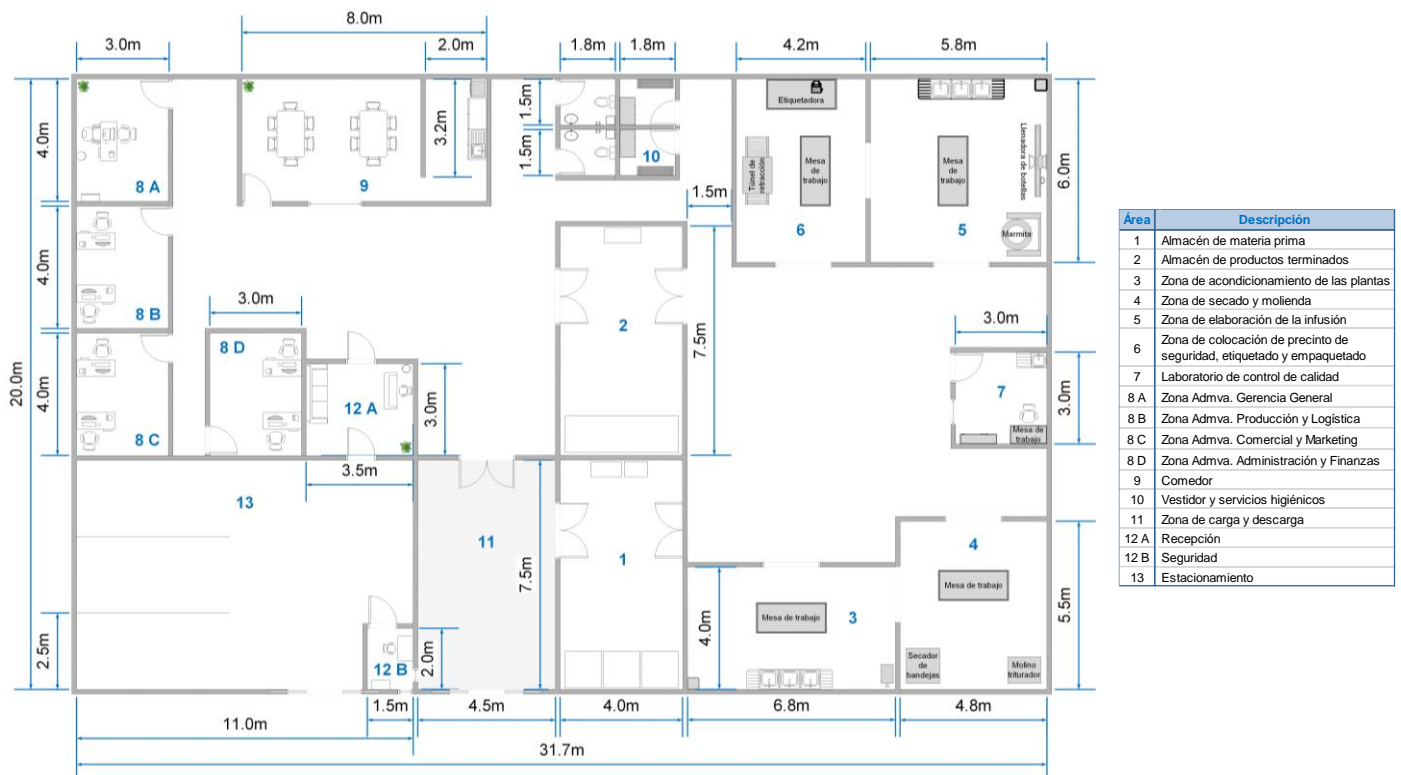 8.0m
3.0m
2.0m
1.8m
1.8m
4.2m
5.8m
4.0m
8 A
9
3.2m
1.5m
1.5m
10
1.5m
Etiquetadora
Túnel de
retracción
Mesa
de
trabajo
6
Mesa
de
trabajo
Llenadora de botellas
Marmita
5
6.0m
20.0m
4.0m
8 B
3.0m
8 D
2
7.5m
3.0m
7
Mesa de
trabajo
3.0m
4.0m
8 C
12 A
3.0m
3.5m
13
11
7.5m
1
4
Mesa de trabajo
Secador
de
bandejas
Molino
triturador
5.5m
4.0m
Mesa de trabajo
3
2.5m
12 B
2.0m
11.0m
1.5m
4.5m
4.0m
6.8m
4.8m
31.7m
Área Descripción
1 Almacén de materia prima
2 Almacén de productos terminados
3 Zona de acondicionamiento de las plantas
4 Zona de secado y molienda
5 Zona de elaboración de la infusión
6 Zona de colocación de precinto de
seguridad, etiquetado y empaquetado
7 Laboratorio de control de calidad
8 A Zona Admva. Gerencia General
8 B Zona Admva. Producción y Logística
8 C Zona Admva. Comercial y Marketing
8 D Zona Admva. Administración y Finanzas
9 Comedor
10 Vestidor y servicios higiénicos
11 Zona de carga y descarga
12 A Recepción
12 B Seguridad
13 Estacionamiento